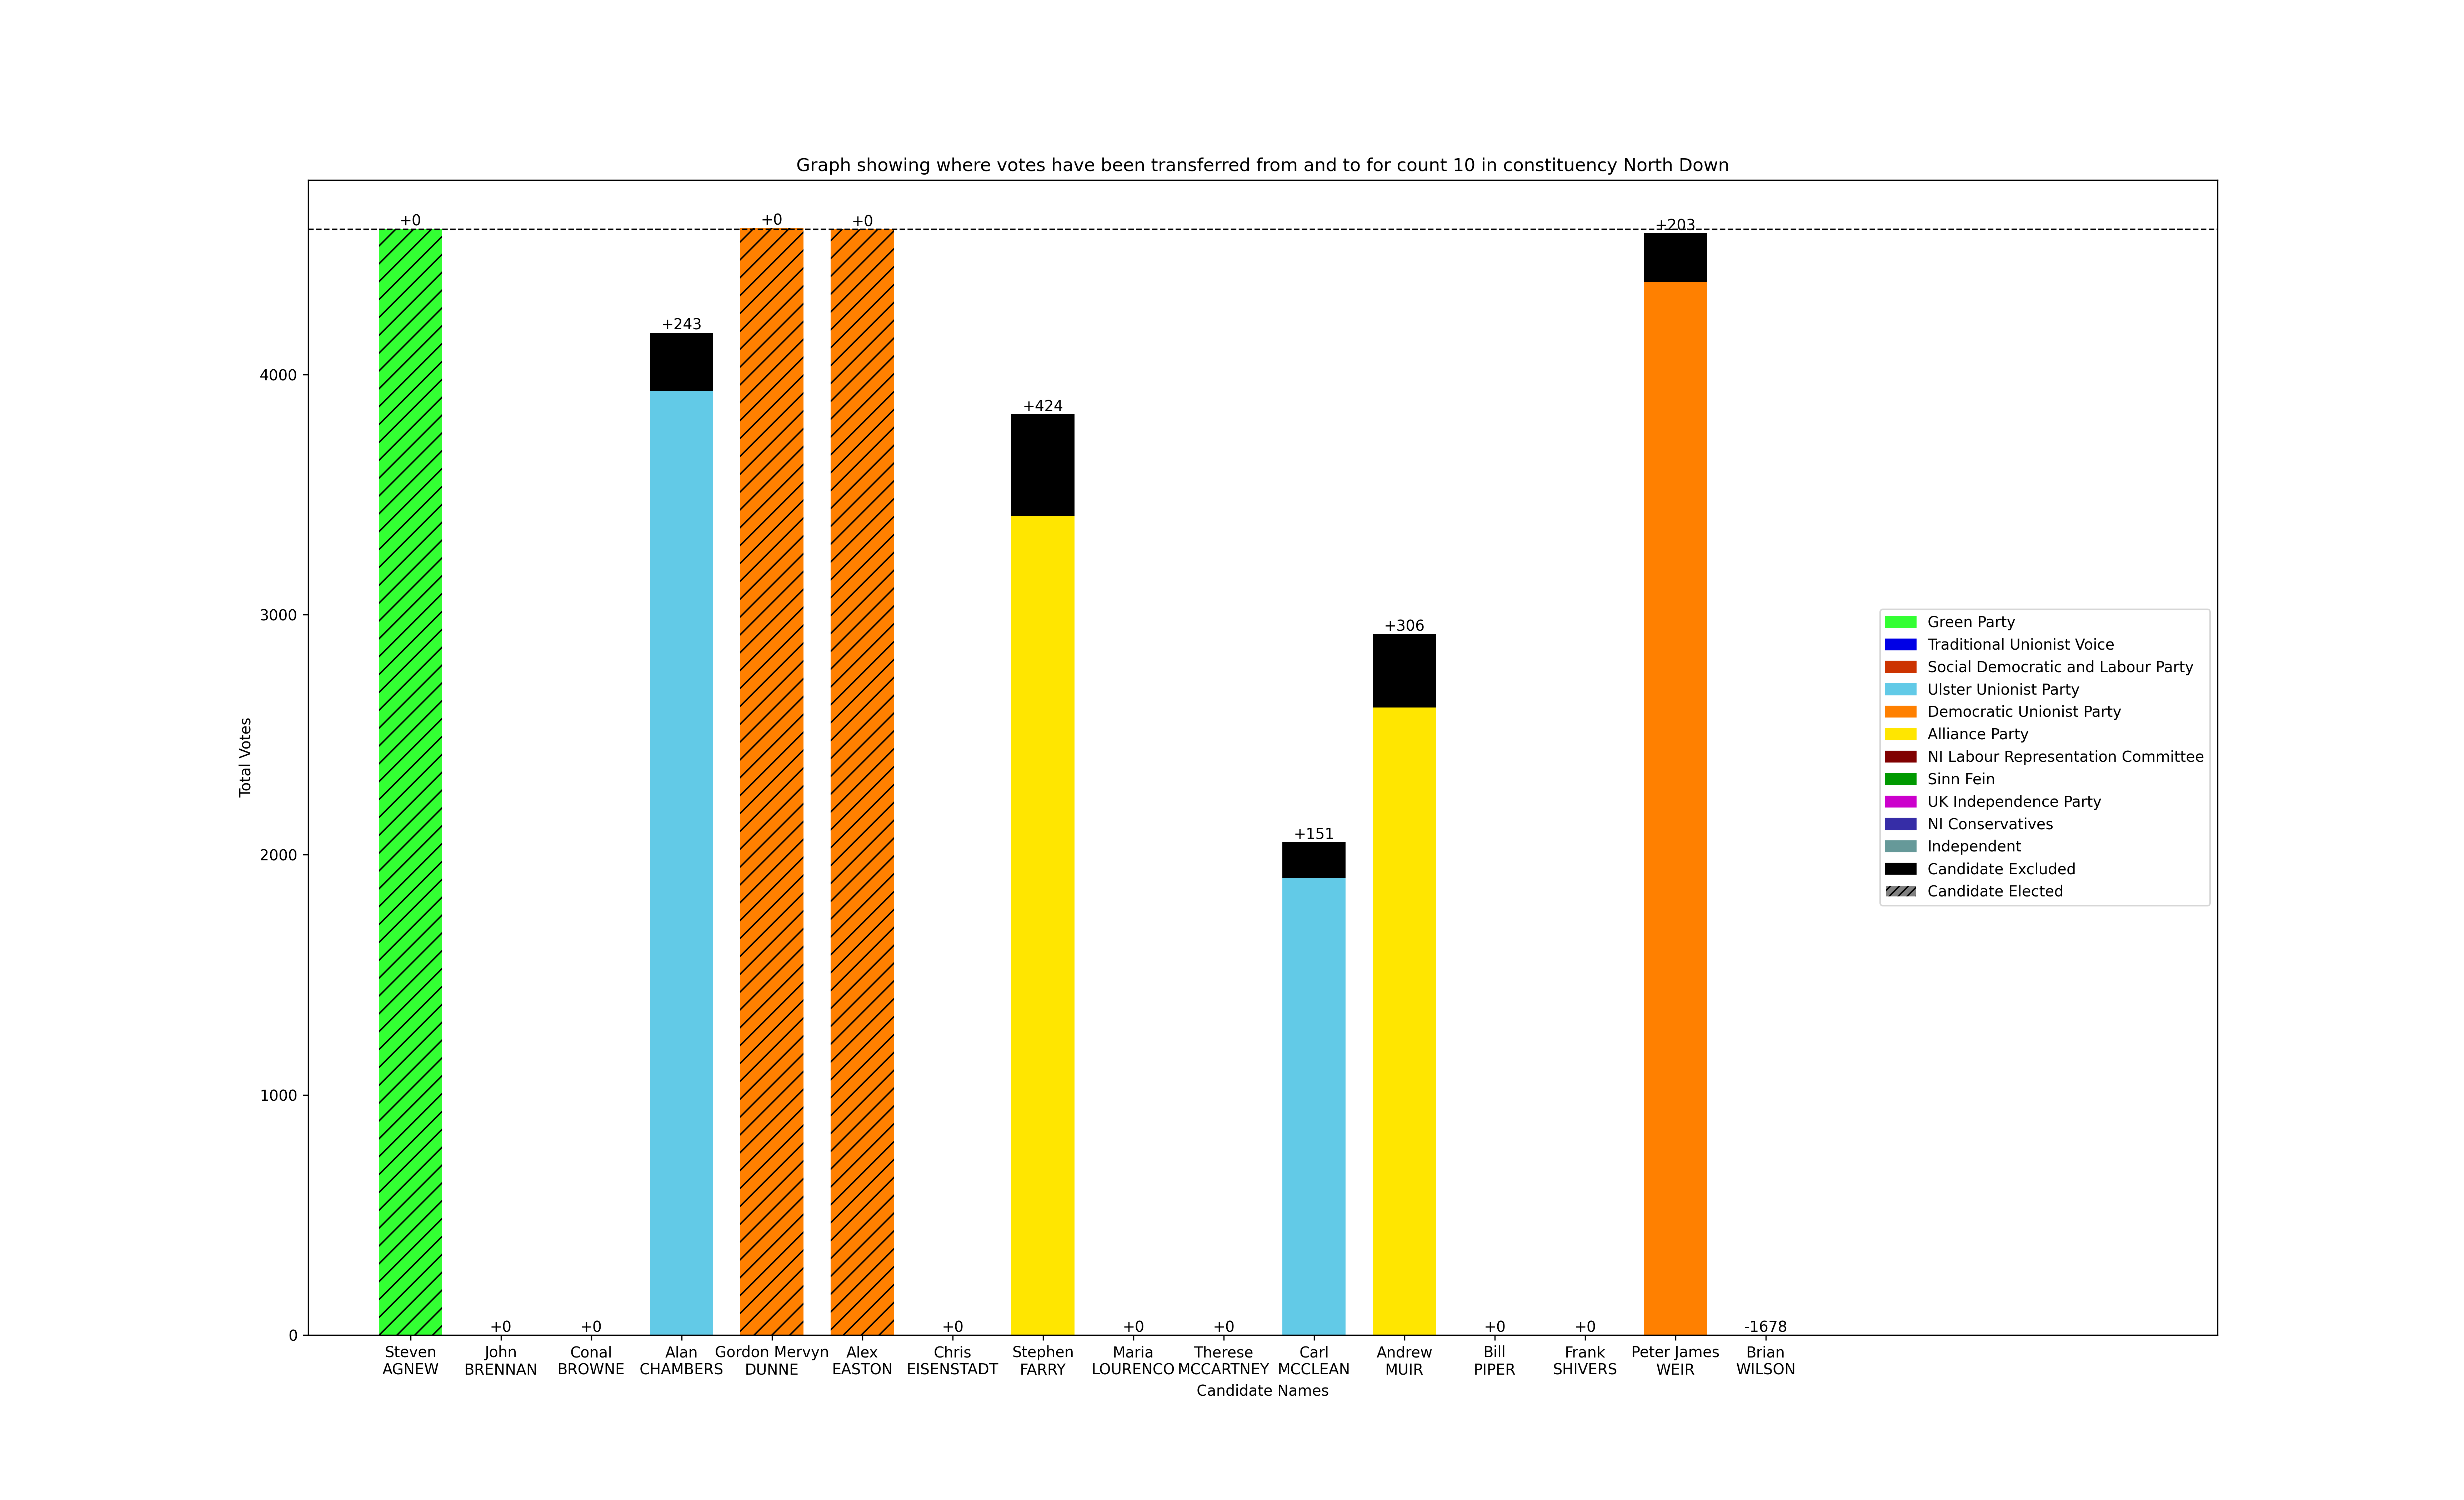 Graph showing where votes have been transferred from and to for count 10 in constituency North Down
+0
+0
+0
+203
+243
+424
+306
+151
+0
+0
+0
+0
+0
+0
+0
-1678
4000
3000
2000
1000
0
Total Votes
Green Party
Traditional Unionist Voice
Social Democratic and Labour Party
Ulster Unionist Party
Democratic Unionist Party
Alliance Party
NI Labour Representation Committee
Sinn Fein
UK Independence Party
NI Conservatives
Independent
Candidate Excluded
Candidate Elected
Steven
AGNEW
John
BRENNAN
Conal
BROWNE
Alan
CHAMBERS
Gordon Mervyn
DUNNE
Alex
EASTON
Chris
EISENSTADT
Stephen
FARRY
Maria
LOURENCO
Therese
MCCARTNEY
Carl
MCCLEAN
Andrew
MUIR
Bill
PIPER
Frank
SHIVERS
Peter James
WEIR
Brian
WILSON
Candidate Names